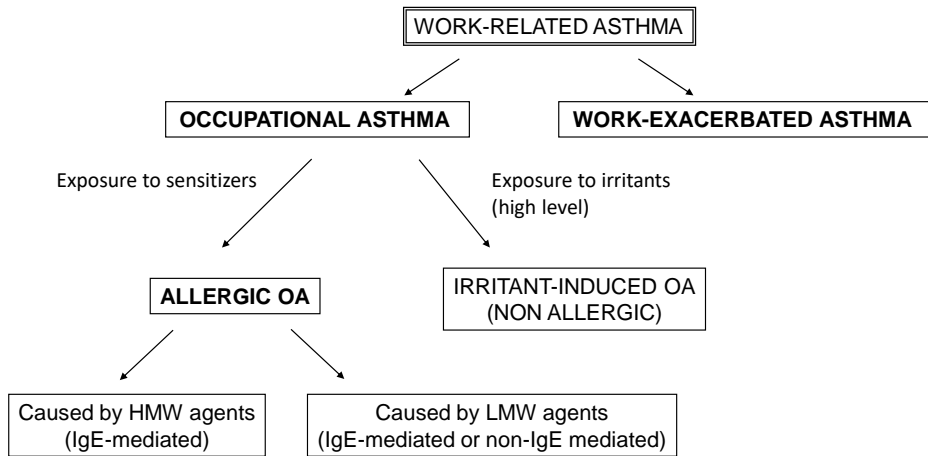 WORK-RELATED ASTHMA
OCCUPATIONAL ASTHMA
WORK-EXACERBATED ASTHMA
Exposure to sensitizers
Exposure to irritants
(high level)
ALLERGIC OA
IRRITANT-INDUCED OA
(NON ALLERGIC)
Caused by HMW agents
(IgE-mediated)
Caused by LMW agents
(IgE-mediated or non-IgE mediated)